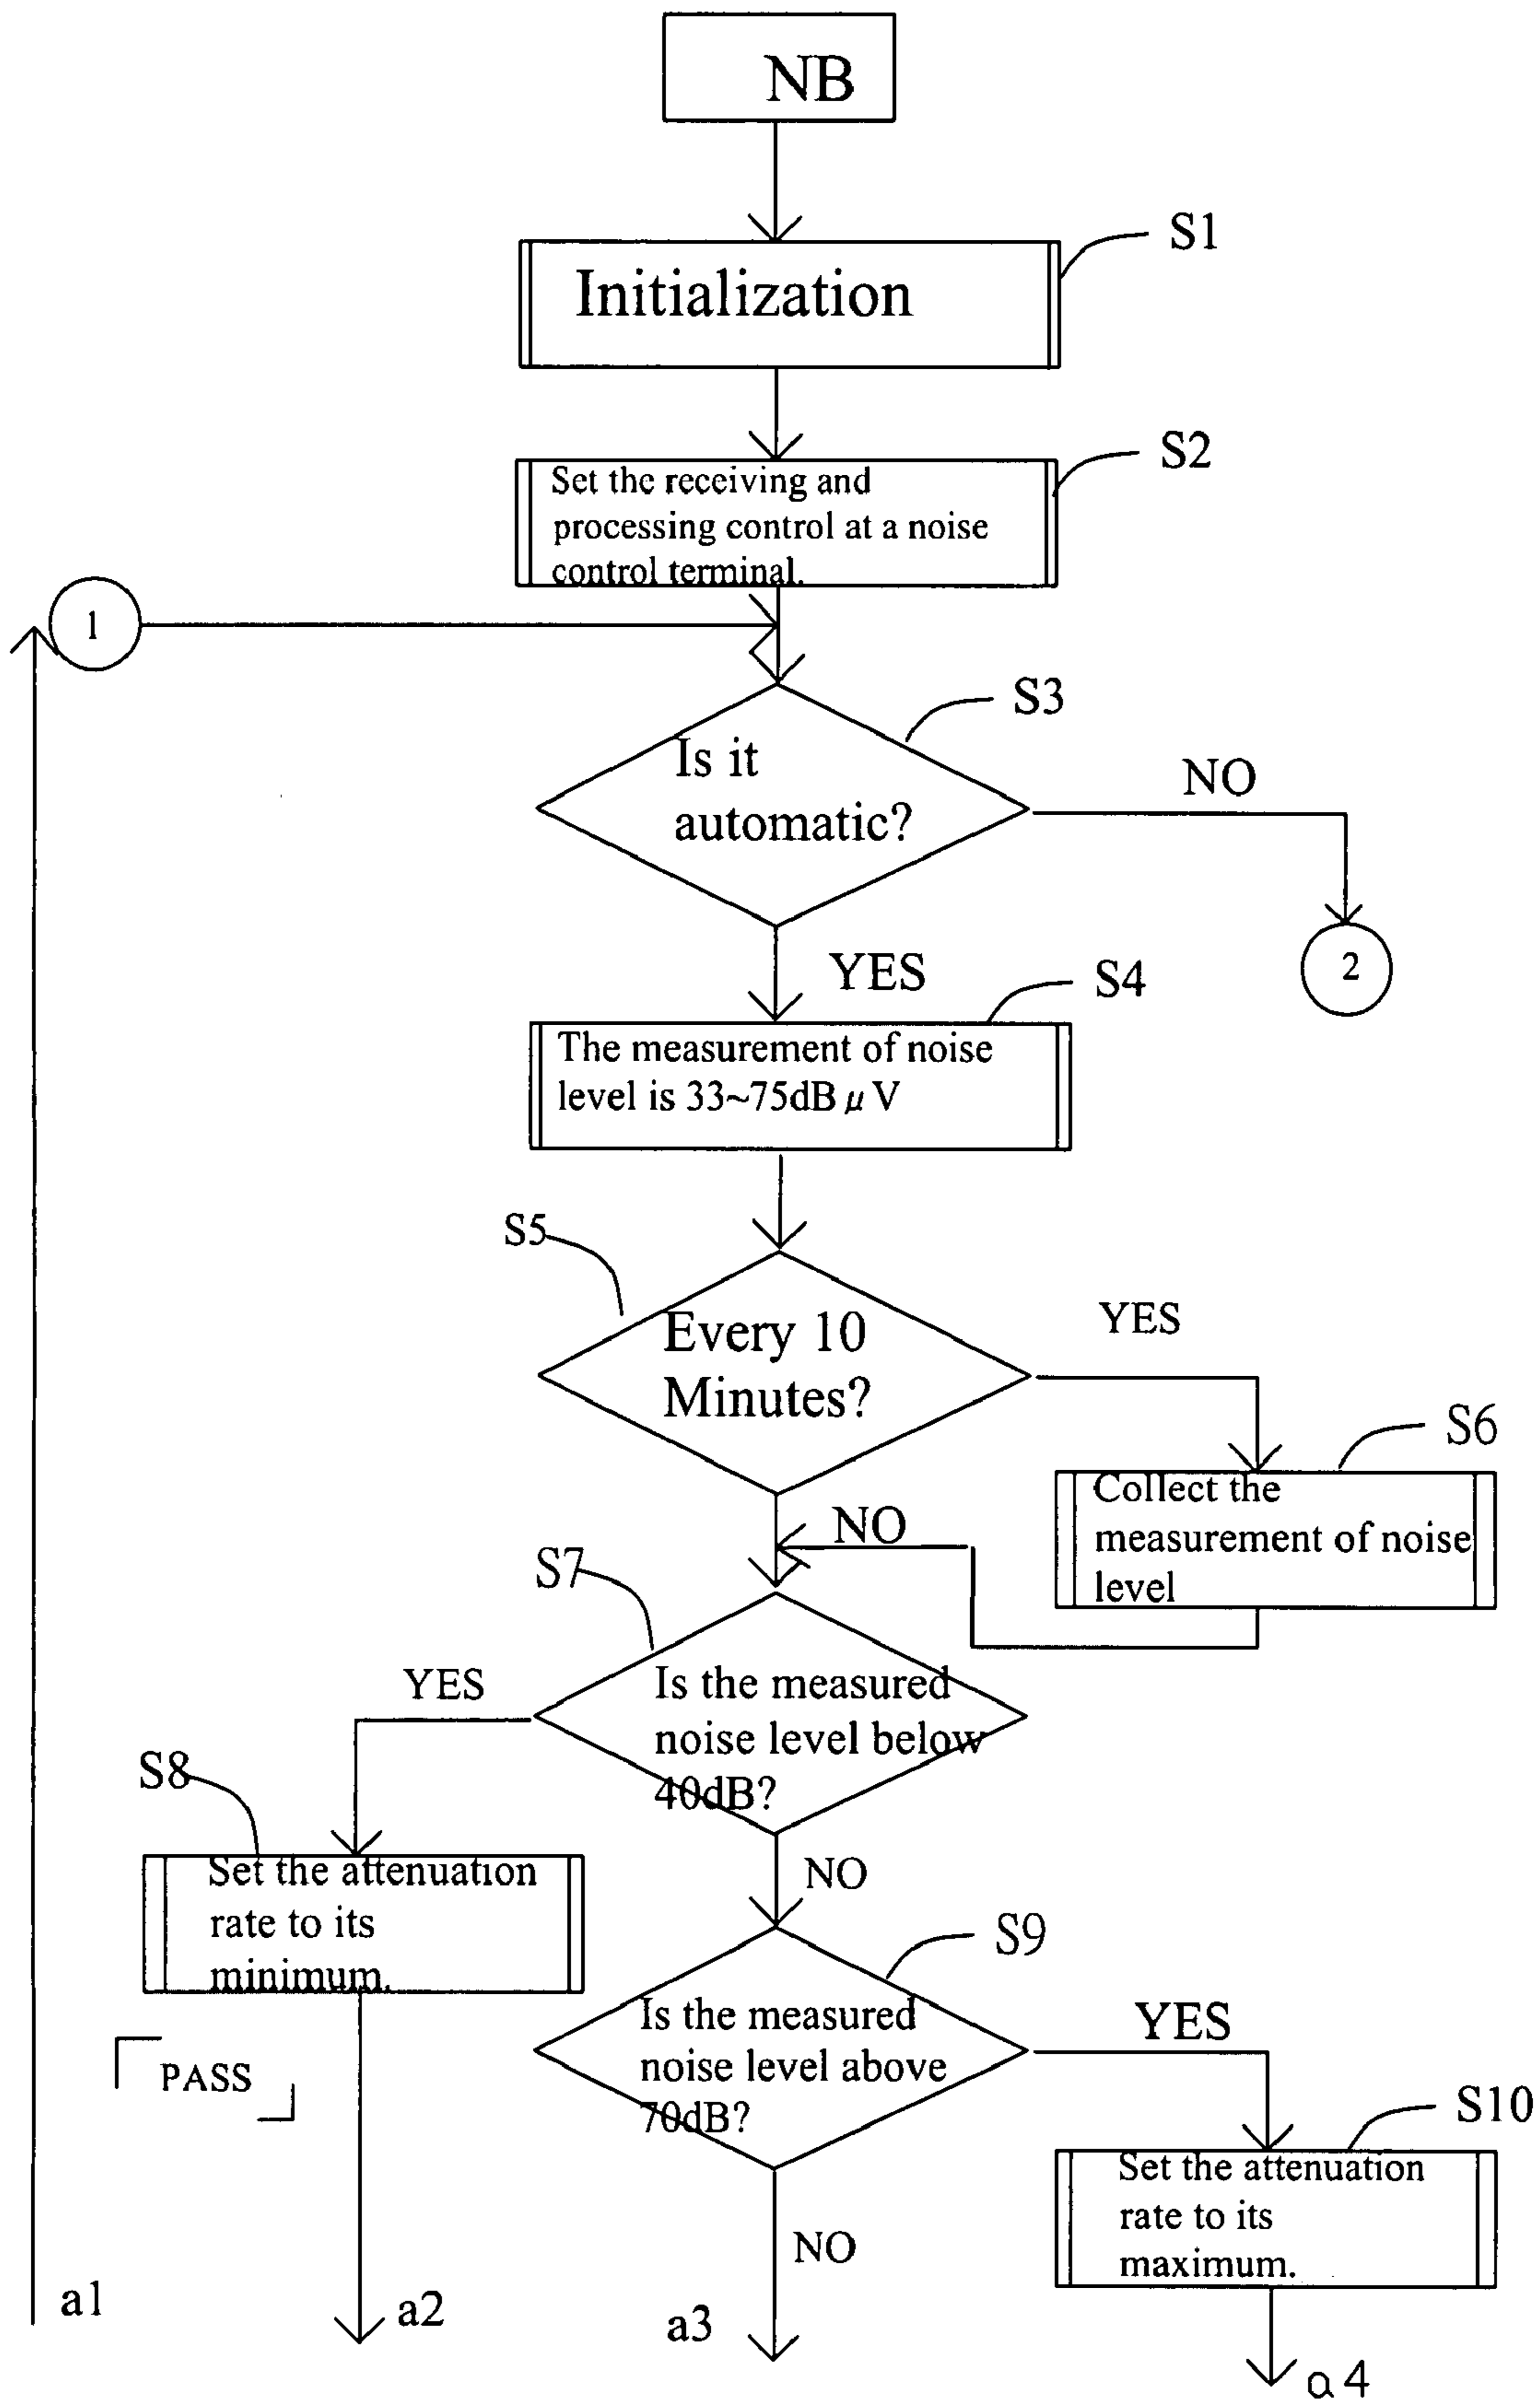 NB
S1
Initialization
S2
Set the receiving and
processing control at a noise
control terminal.
1
S3
Is it
automatic?
NO
2
YES
S4
The measurement of noise
level is 33~75dB μ V
S5
Every 10
Minutes?
YES
S6
Collect the
measurement of noise
level
NO
S7
Is the measured
noise level below
40dB?
YES
S8
Set the attenuation
rate to its
minimum.
NO
S9
Is the measured
noise level above
70dB?
YES
PASS
S10
Set the attenuation
rate to its
maximum.
NO
a1
a2
a3
a4